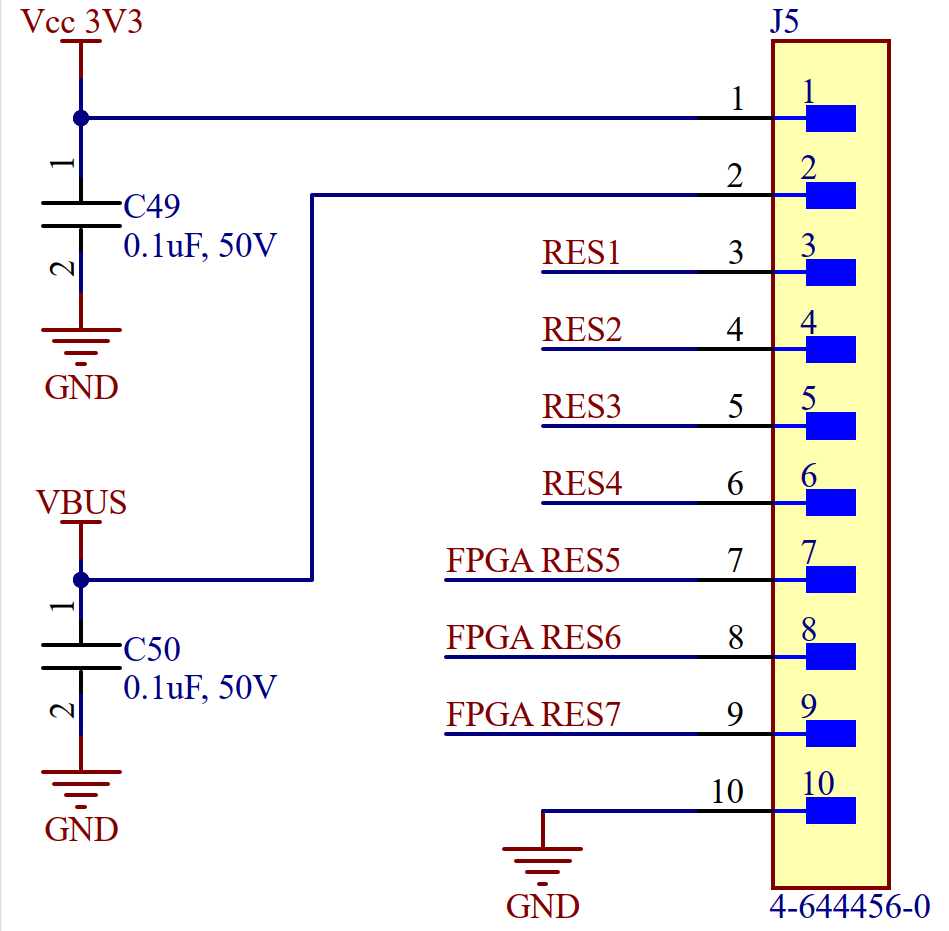 Vcc 3V3
J5
1
1
1
2
2
C49
0.1uF, 50V
2
RES1
3
3
RES2
4
4
GND
RES3
5
5
RES4
6
6
VBUS
FPGA RES5
7
7
1
FPGA RES6
8
8
C50
0.1uF, 50V
2
FPGA RES7
9
9
10
10
GND
GND
4-644456-0